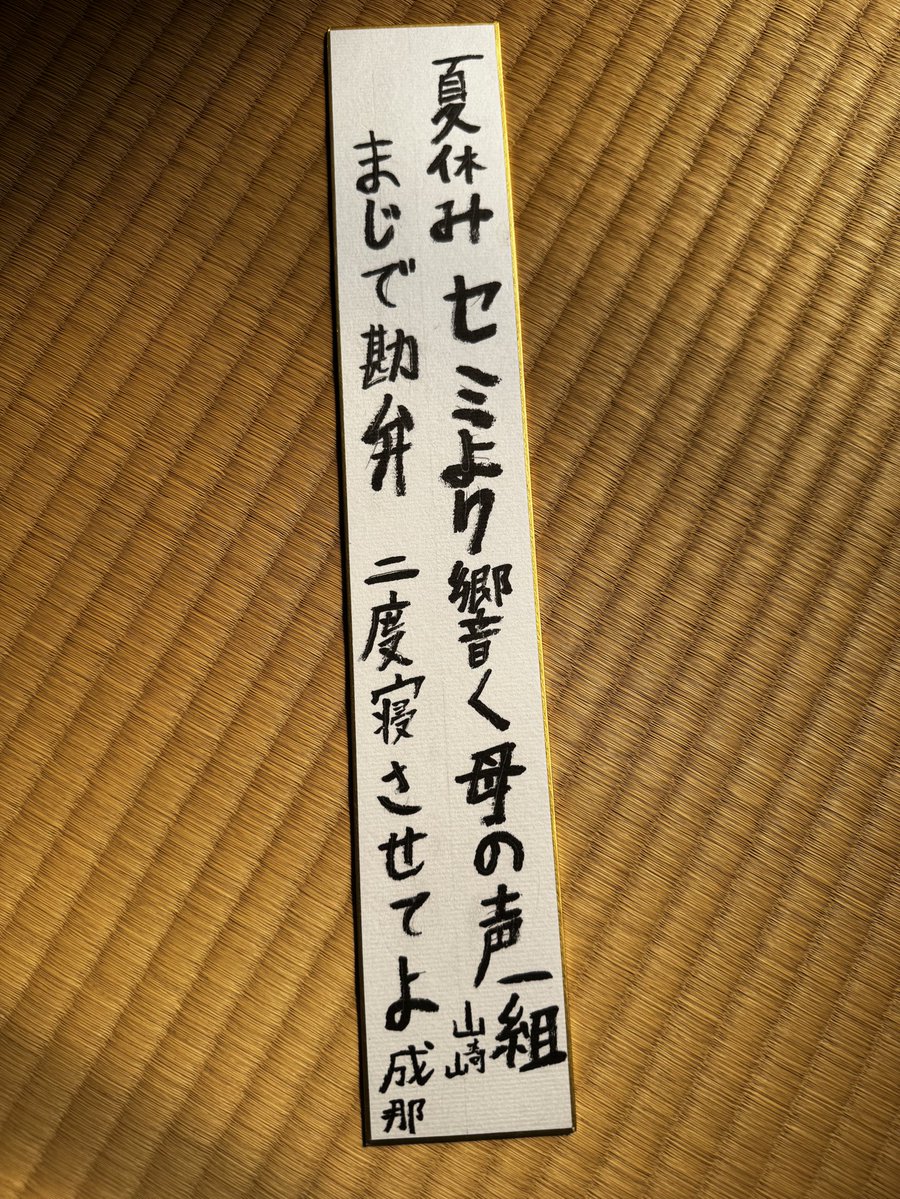 夏休み セミより響く母の声
一組
まじで勘弁 二度寝させてよ
山崎成那